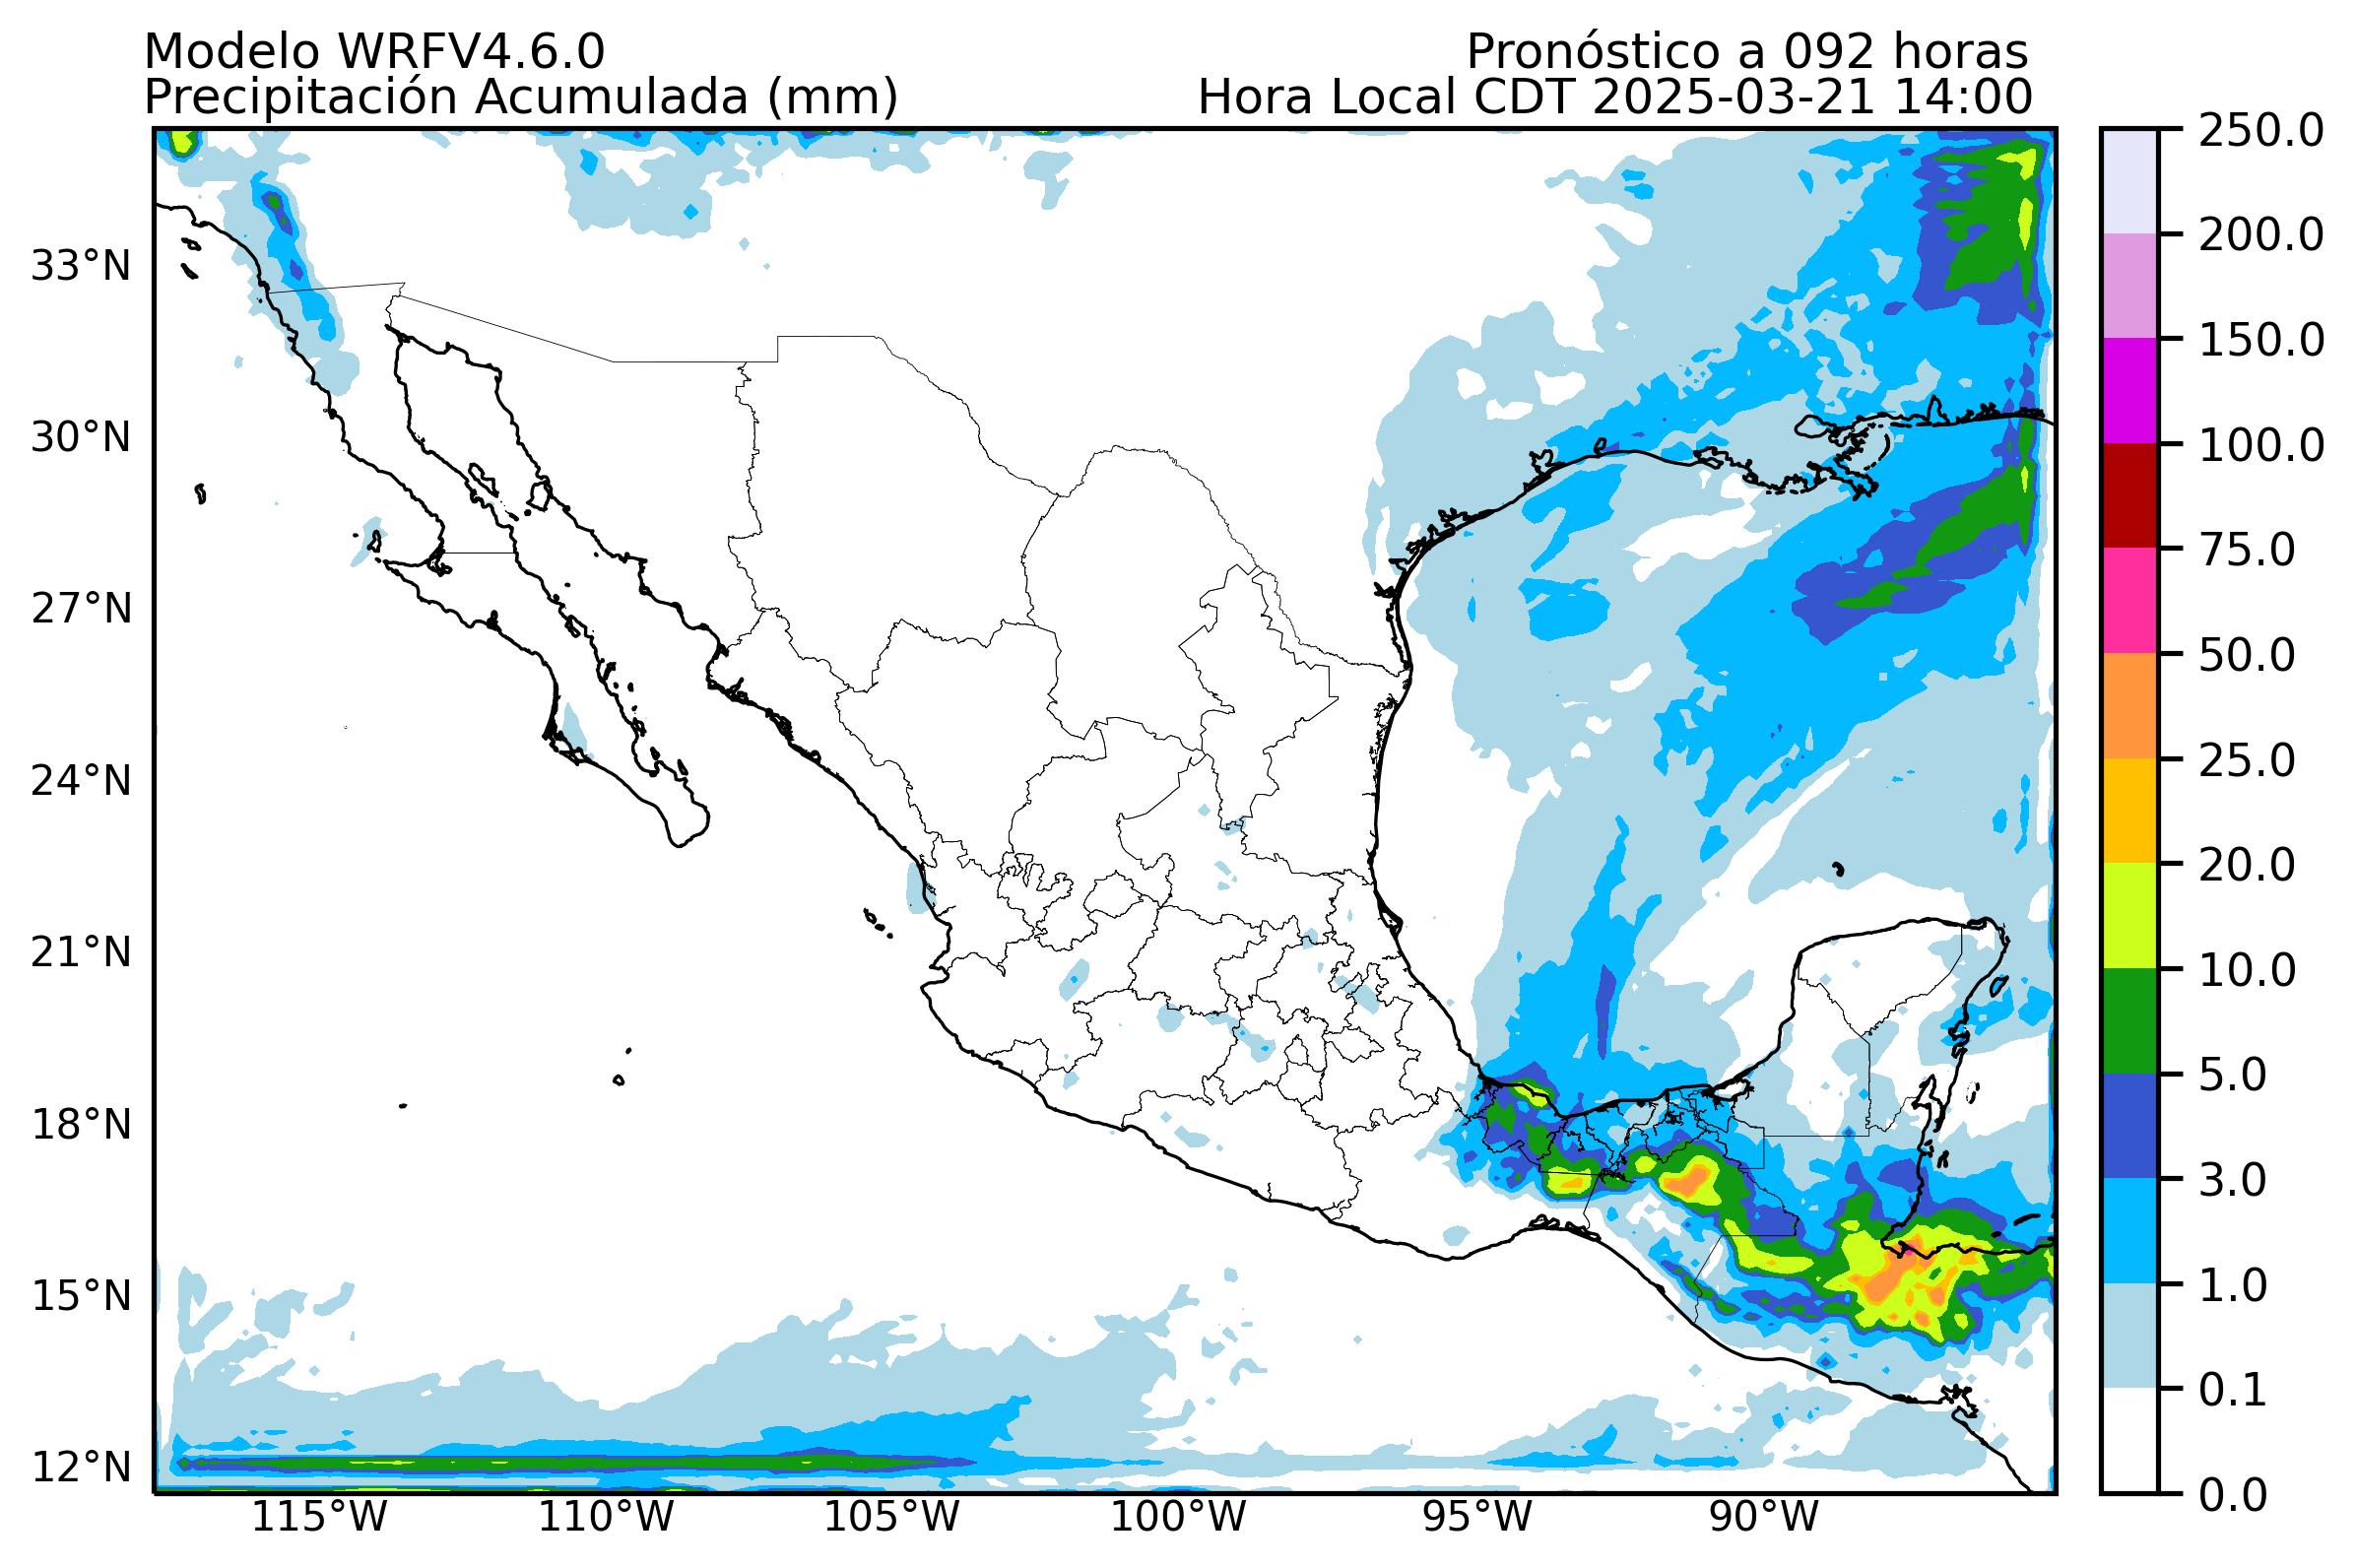 Modelo WRFV4.6.0
Pronóstico a 092 horas
Precipitación Acumulada (mm)
Hora Local CDT 2025-03-21 14:00
33°N
30°N
27°N
24°N
21°N
18°N
15°N
12°N
115°W
110°W
105°W
100°W
95°W
90°W
250.0
200.0
150.0
100.0
75.0
50.0
25.0
20.0
10.0
5.0
3.0
1.0
0.1
0.0